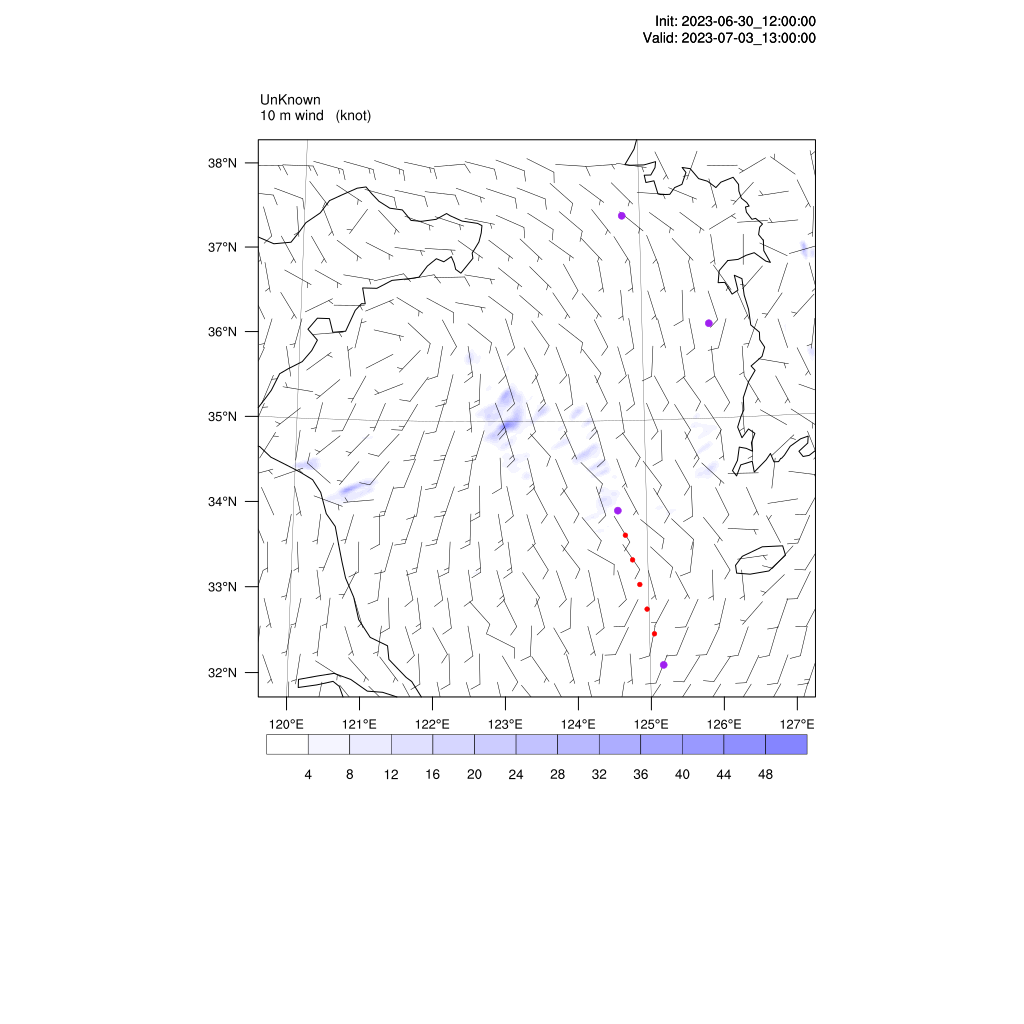 Init: 2023-06-30_12:00:00
Valid: 2023-07-03_13:00:00
UnKnown
10 m wind (knot)
38°N
37°N
36°N
35°N
34°N
33°N
32°N
120°E 121°E 122°E 123°E 124°E 125°E 126°E 127°E
4 8 12 16 20 24 28 32 36 40 44 48